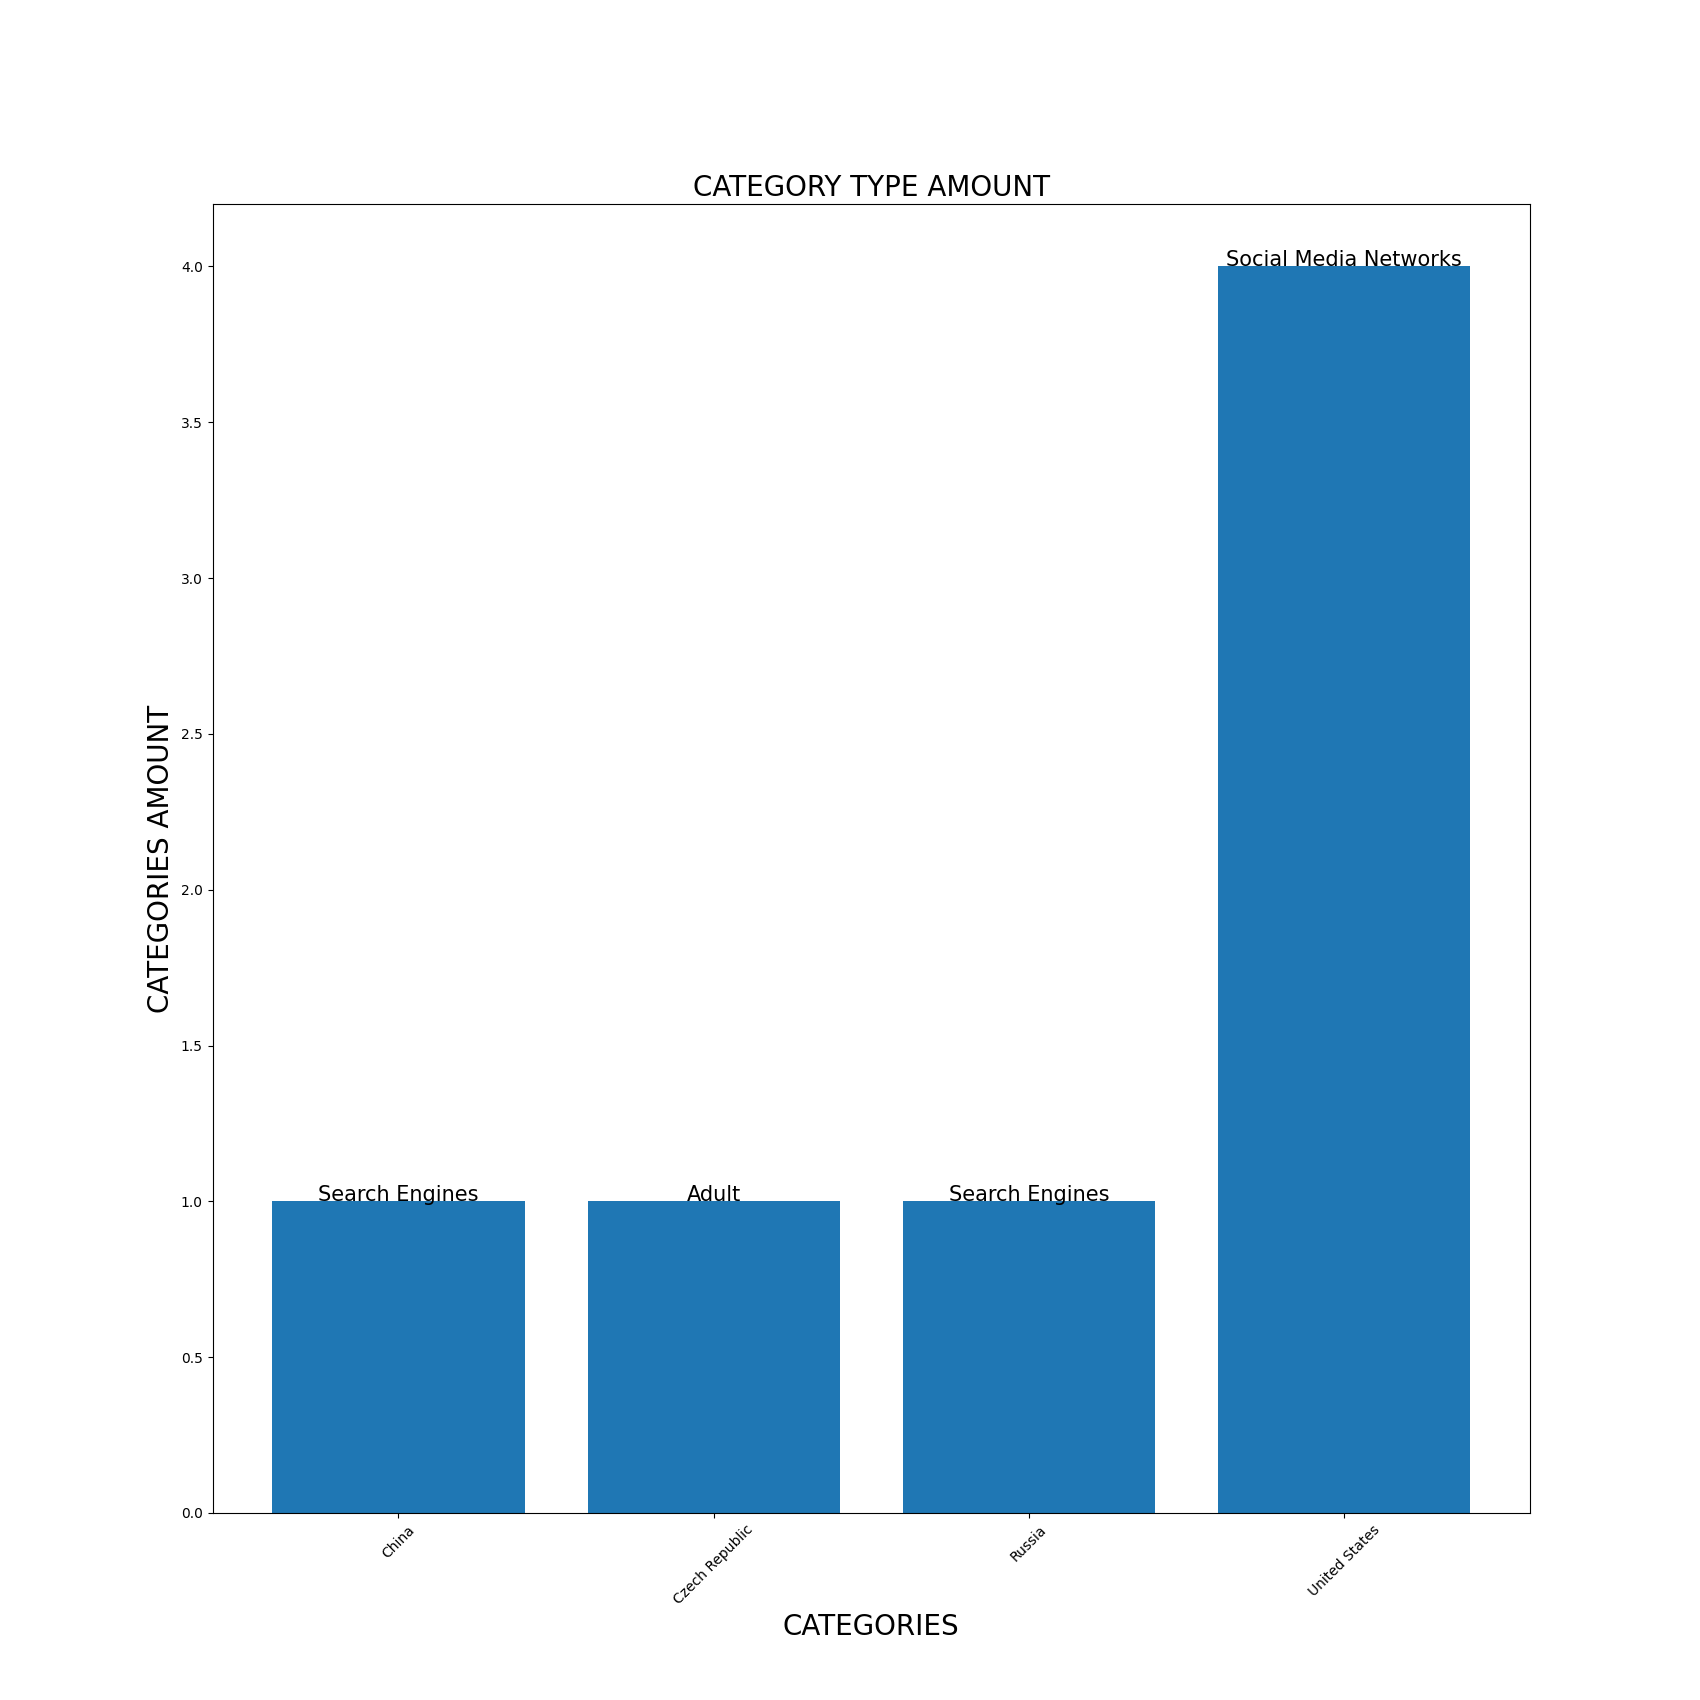 CATEGORY TYPE AMOUNT
Social Media Networks
4.0
3.5
3.0
2.5
2.0
1.5
1.0
0.5
0.0
CATEGORIES AMOUNT
Search Engines
Adult
Search Engines
China
Czech Republic
Russia
United States
CATEGORIES